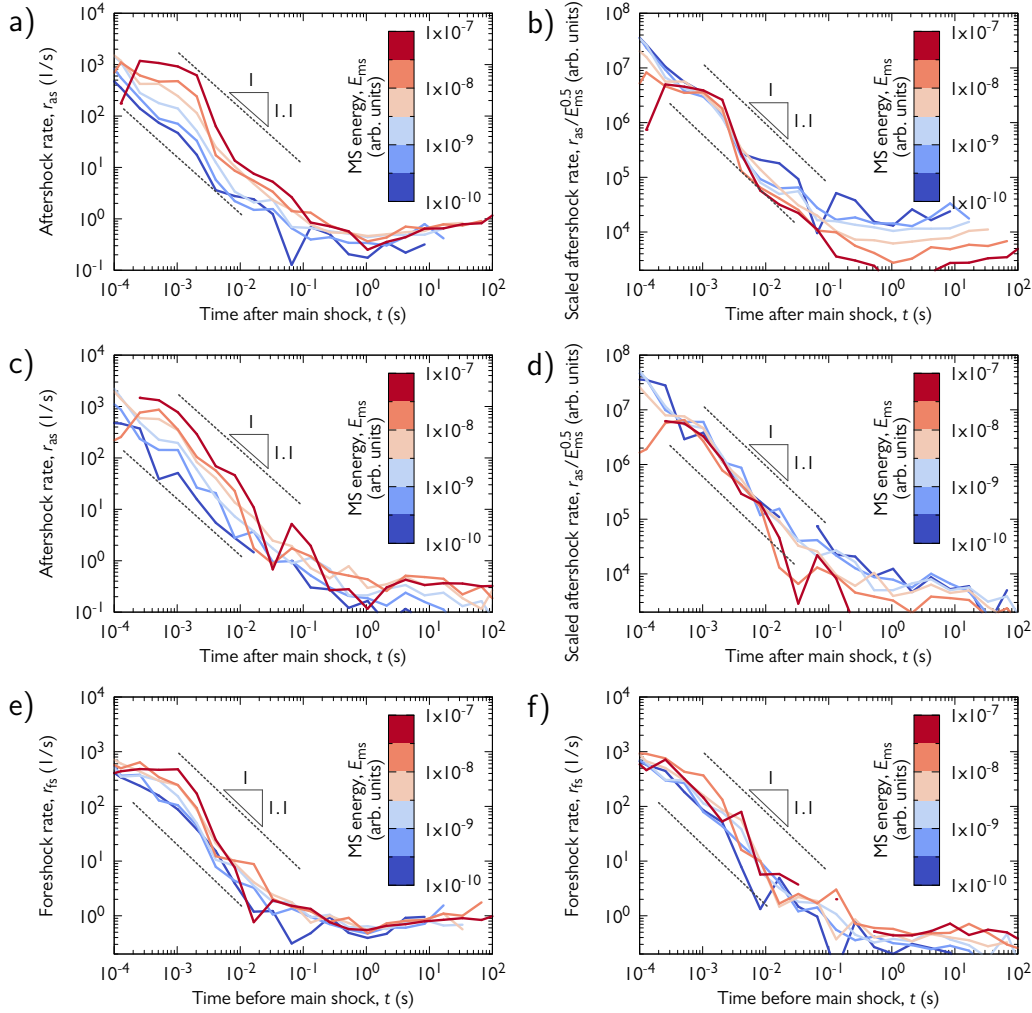 a)
Aftershock rate, r_as (1/s)
10^4
10^3
10^2
10^1
10^0
10^-1
1
1.1
MS energy, E_ms
(arb. units)
1×10^-7
1×10^-8
1×10^-9
1×10^-10
10^-4 10^-3 10^-2 10^-1 10^0 10^1 10^2
Time after main shock, t (s)
b)
Scaled aftershock rate, r_as/E_ms^0.5 (arb. units)
10^8
10^7
10^6
10^5
10^4
1
1.1
MS energy, E_ms
(arb. units)
1×10^-7
1×10^-8
1×10^-9
1×10^-10
10^-4 10^-3 10^-2 10^-1 10^0 10^1 10^2
Time after main shock, t (s)
c)
Aftershock rate, r_as (1/s)
10^4
10^3
10^2
10^1
10^0
10^-1
1
1.1
MS energy, E_ms
(arb. units)
1×10^-7
1×10^-8
1×10^-9
1×10^-10
10^-4 10^-3 10^-2 10^-1 10^0 10^1 10^2
Time after main shock, t (s)
d)
Scaled aftershock rate, r_as/E_ms^0.5 (arb. units)
10^8
10^7
10^6
10^5
10^4
1
1.1
MS energy, E_ms
(arb. units)
1×10^-7
1×10^-8
1×10^-9
1×10^-10
10^-4 10^-3 10^-2 10^-1 10^0 10^1 10^2
Time after main shock, t (s)
e)
Foreshock rate, r_fs (1/s)
10^4
10^3
10^2
10^1
10^0
1
1.1
MS energy, E_ms
(arb. units)
1×10^-7
1×10^-8
1×10^-9
1×10^-10
10^-4 10^-3 10^-2 10^-1 10^0 10^1 10^2
Time before main shock, t (s)
f)
Foreshock rate, r_fs (1/s)
10^4
10^3
10^2
10^1
10^0
1
1.1
MS energy, E_ms
(arb. units)
1×10^-7
1×10^-8
1×10^-9
1×10^-10
10^-4 10^-3 10^-2 10^-1 10^0 10^1 10^2
Time before main shock, t (s)